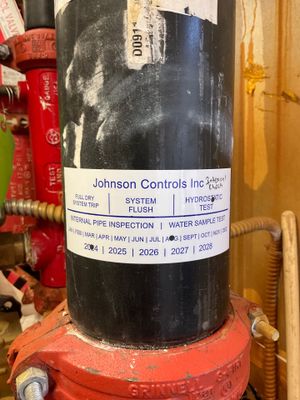 D0911
Johnson Controls Inc
FULL DRY SYSTEM TRIP | SYSTEM FLUSH | HYDROSTATIC TEST
INTERNAL PIPE INSPECTION | WATER SAMPLE TEST
JAN | FEB | MAR | APR | MAY | JUN | JUL | AUG | SEPT | OCT | NOV | DEC
2024 | 2025 | 2026 | 2027 | 2028
GRINNELL